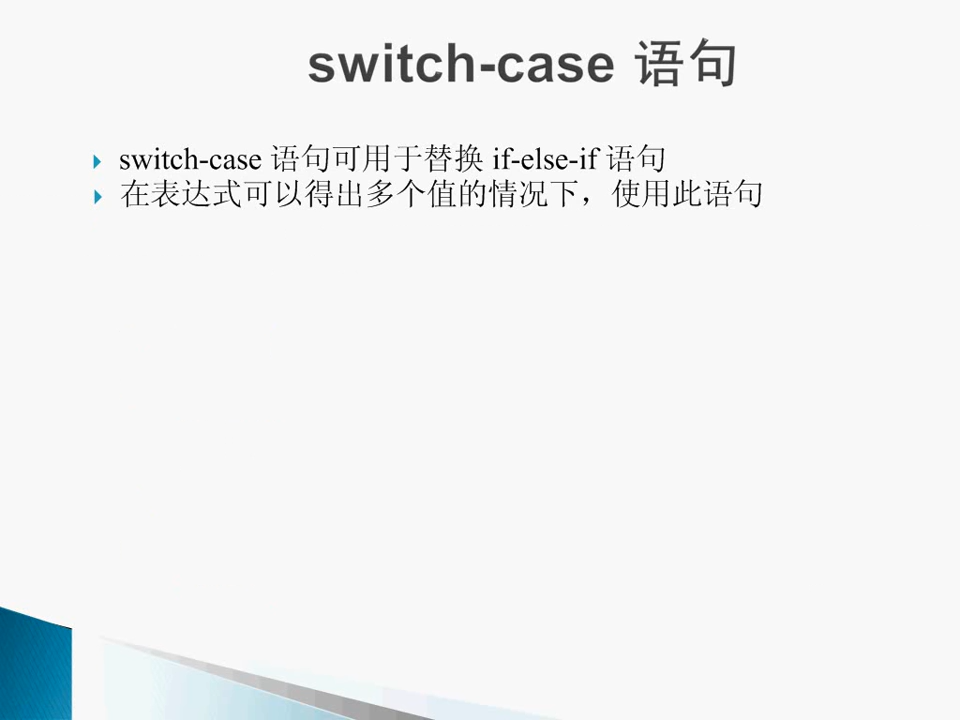 switch-case 语句
switch-case 语句可用于替换 if-else-if 语句
在表达式可以得出多个值的情况下，使用此语句